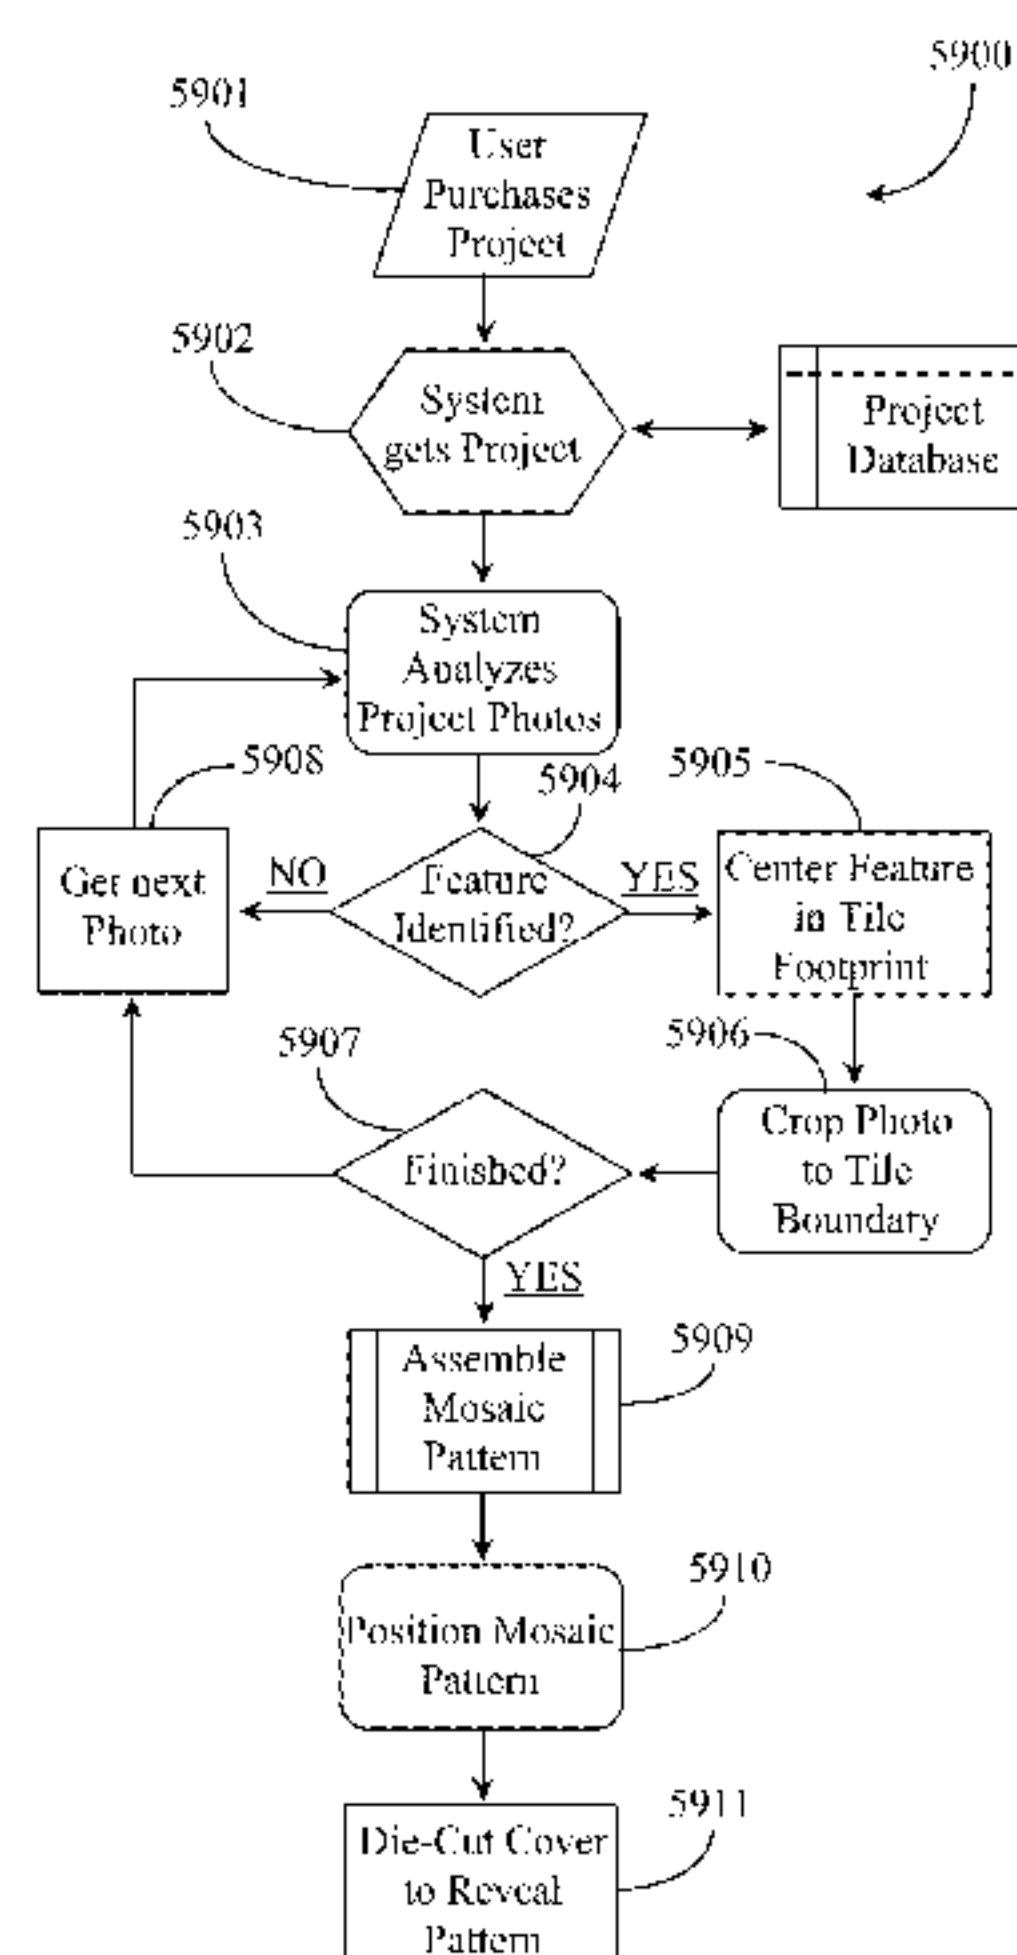 5900
5901
User
Purchases
Project
5902
System
gets Project
Project
Database
5903
System
Analyzes
Project Photos
5908
5904
5905
Get next
Photo
NO
Feature
Identified?
YES
Center Feature
in Tile
Footprint
5907
5906
Finished?
Crop Photo
to Tile
Boundary
YES
Assemble
Mosaic
Pattern
5909
5910
Position Mosaic
Pattern
5911
Die-Cut Cover
to Reveal
Pattern